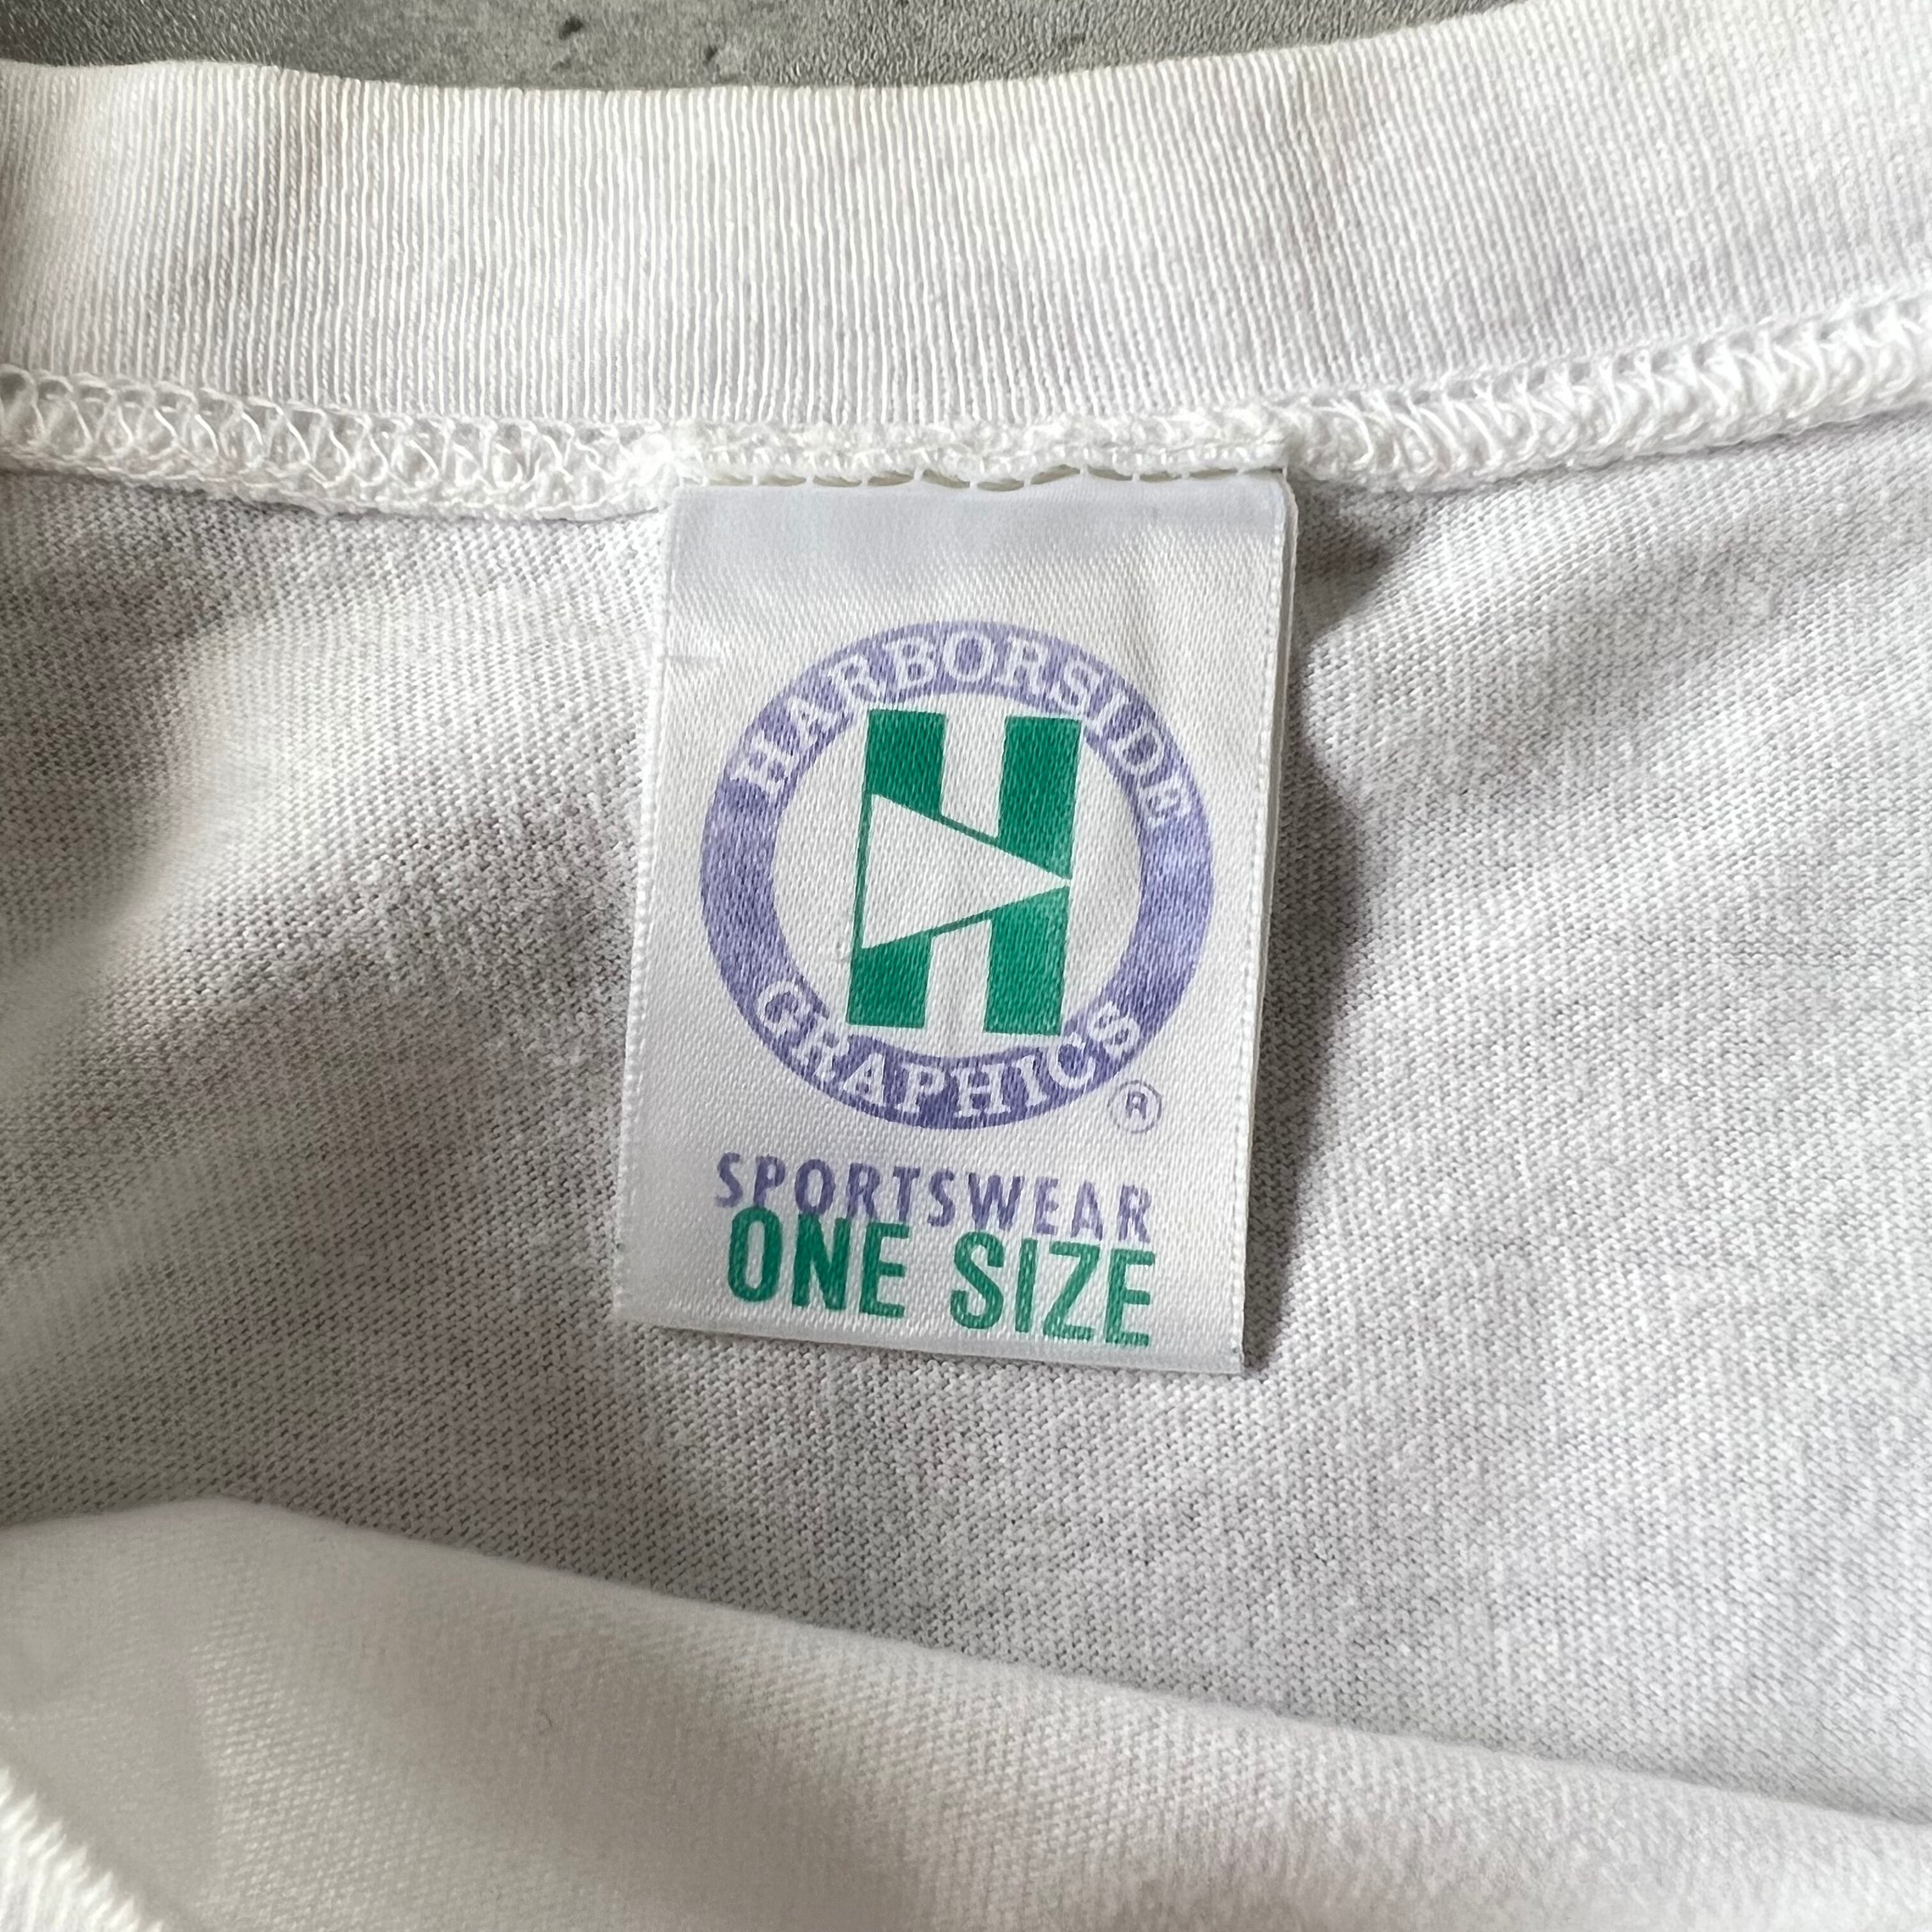 HARBORSIDE
H
GRAPHICS
®
SPORTSWEAR
ONE SIZE